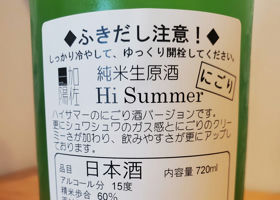 ◆ふきだし注意！◆
しっかり冷やして、ゆっくり開栓してください。
加佐
陽
純米生原酒
にごり
Hi Summer
ハイサマーのにごり酒バージョンです。
更にシュワシュワのガス感とにごりのクリー
ミーさが加わり、飲みやすさが更にアップし
ております。
品目 日本酒 内容量 720ml
アルコール分 15度
精米歩合 60%